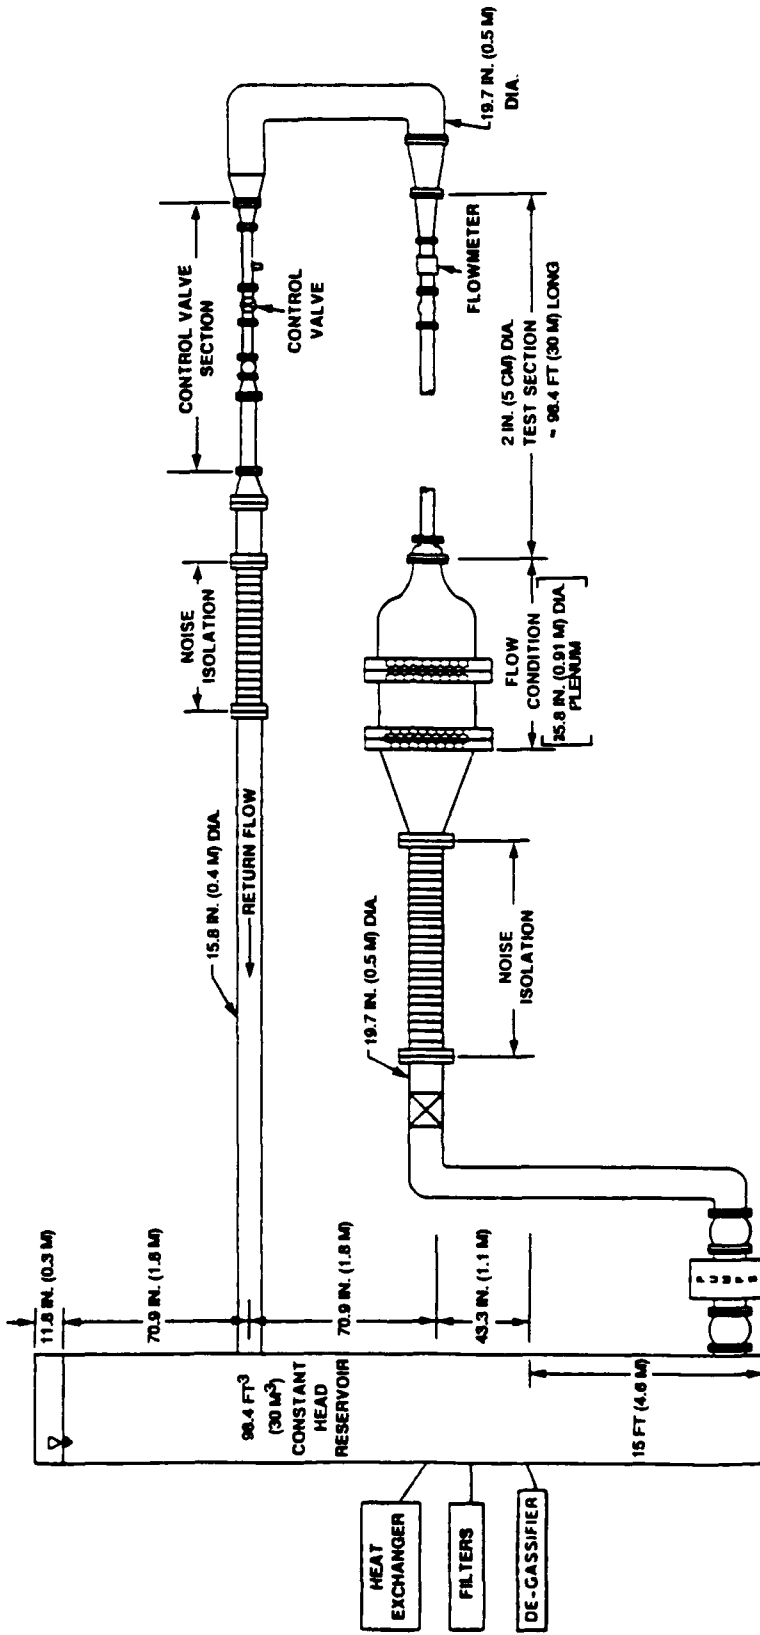 11.8 IN. (0.3 M)
70.9 IN. (1.8 M)
70.9 IN. (1.8 M)
43.3 IN. (1.1 M)
15 FT (4.6 M)
98.4 FT³
(30 M³)
CONSTANT
HEAD
RESERVOIR
HEAT
EXCHANGER
FILTERS
DE-GASSIFIER
PUMPS
15.8 IN. (0.4 M) DIA.
RETURN FLOW
NOISE
ISOLATION
CONTROL VALVE
SECTION
CONTROL
VALVE
19.7 IN. (0.5 M)
DIA.
FLOWMETER
2 IN. (5 CM) DIA.
TEST SECTION
~ 98.4 FT (30 M) LONG
FLOW
CONDITION
35.8 IN. (0.91 M) DIA.
PLENUM
19.7 IN. (0.5 M) DIA.
NOISE
ISOLATION